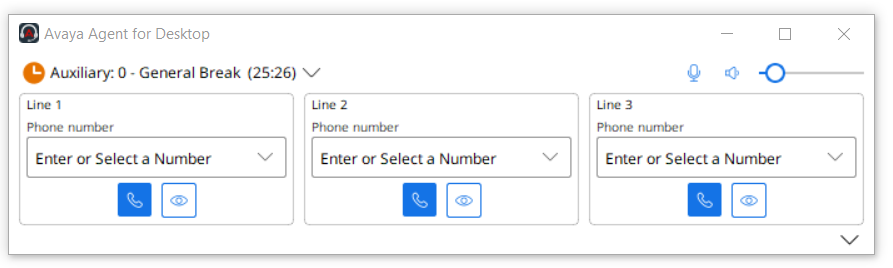 Avaya Agent for Desktop
Auxiliary: 0 - General Break (25:26)
Line 1
Phone number
Enter or Select a Number
Line 2
Phone number
Enter or Select a Number
Line 3
Phone number
Enter or Select a Number